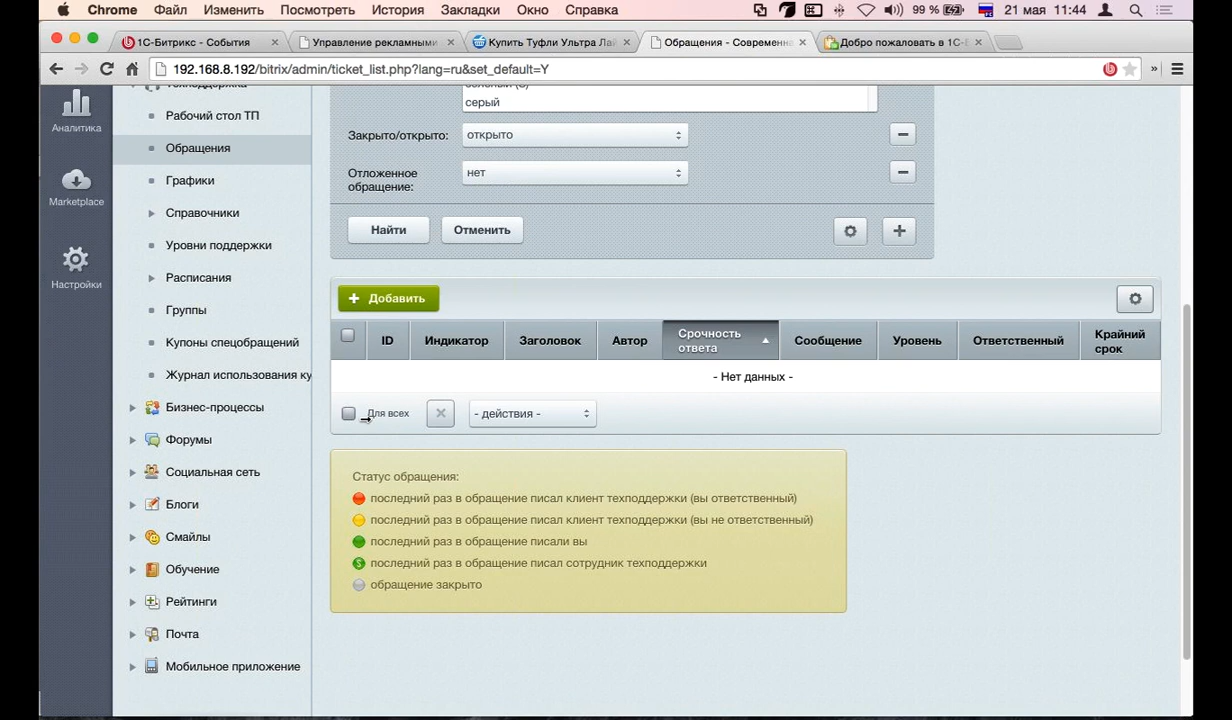 Chrome Файл Изменить Посмотреть История Закладки Окно Справка 99 % 21 мая 11:44
1С-Битрикс - События Управление рекламными Купить Туфли Ультра Лай Обращения - Современн Добро пожаловать в 1С-Б
192.168.8.192/bitrix/admin/ticket_list.php?lang=ru&set_default=Y »
Аналитика
Marketplace
Настройки
Техподдержка
Рабочий стол ТП
Обращения
Графики
Справочники
Уровни поддержки
Расписания
Группы
Купоны спецобращений
Журнал использования ку
Бизнес-процессы
Форумы
Социальная сеть
Блоги
Смайлы
Обучение
Рейтинги
Почта
Мобильное приложение
серый
Закрыто/открыто: открыто
Отложенное
обращение: нет
Найти Отменить
+ Добавить
ID Индикатор Заголовок Автор Срочность ответа Сообщение Уровень Ответственный Крайний срок
- Нет данных -
Для всех - действия -
Статус обращения:
последний раз в обращение писал клиент техподдержки (вы ответственный)
последний раз в обращение писал клиент техподдержки (вы не ответственный)
последний раз в обращение писали вы
последний раз в обращение писал сотрудник техподдержки
обращение закрыто